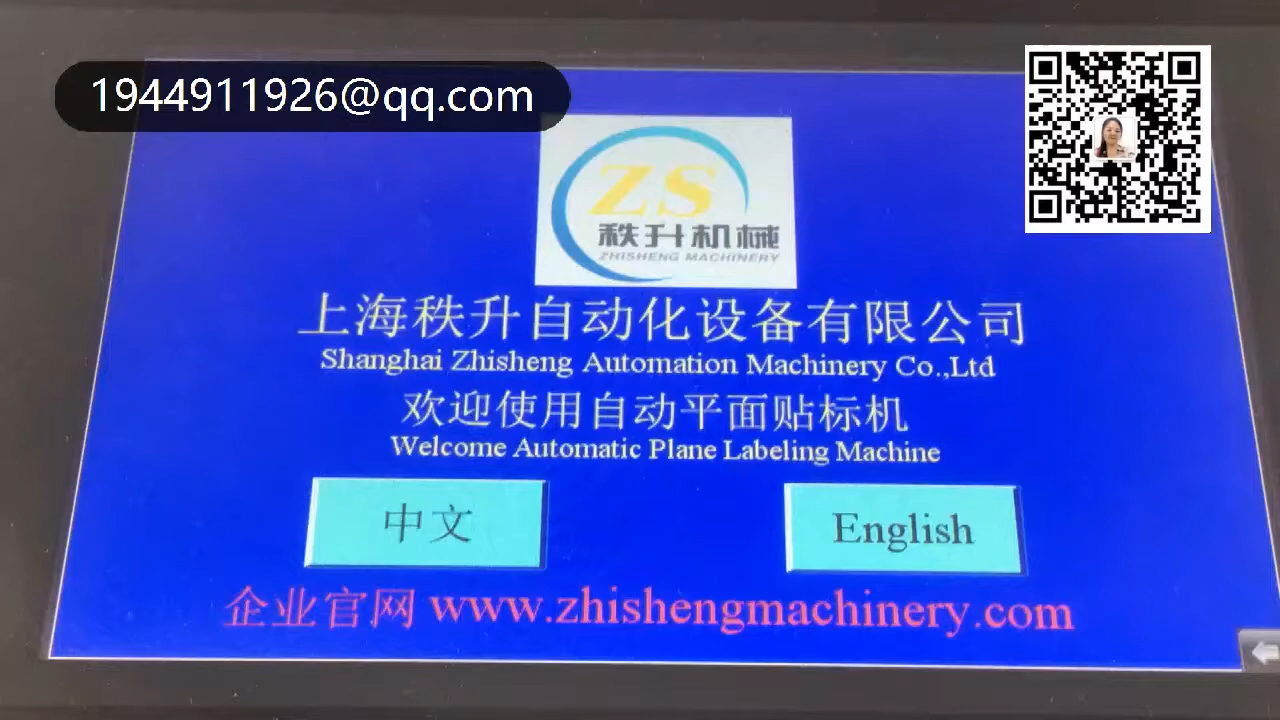 1944911926@qq.com
ZS
秩升机械
ZHISHENG MACHINERY
上海秩升自动化设备有限公司
Shanghai Zhisheng Automation Machinery Co.,Ltd
欢迎使用自动平面贴标机
Welcome Automatic Plane Labeling Machine
中文
English
企业官网 www.zhishengmachinery.com